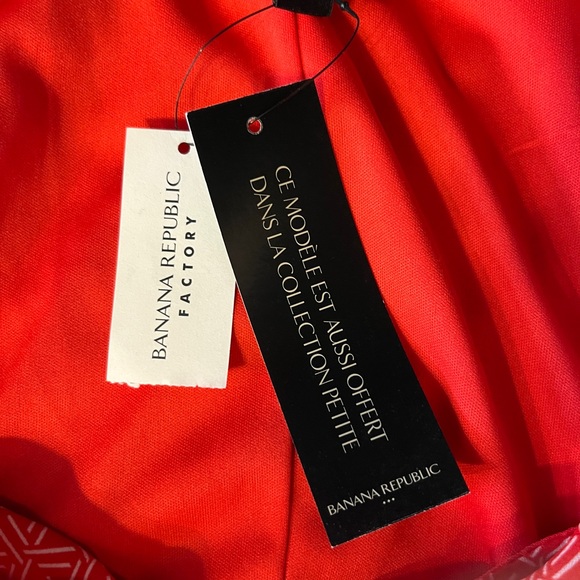 BANANA REPUBLIC
FACTORY
CE MODÈLE EST AUSSI OFFERT
DANS LA COLLECTION PETITE
BANANA REPUBLIC